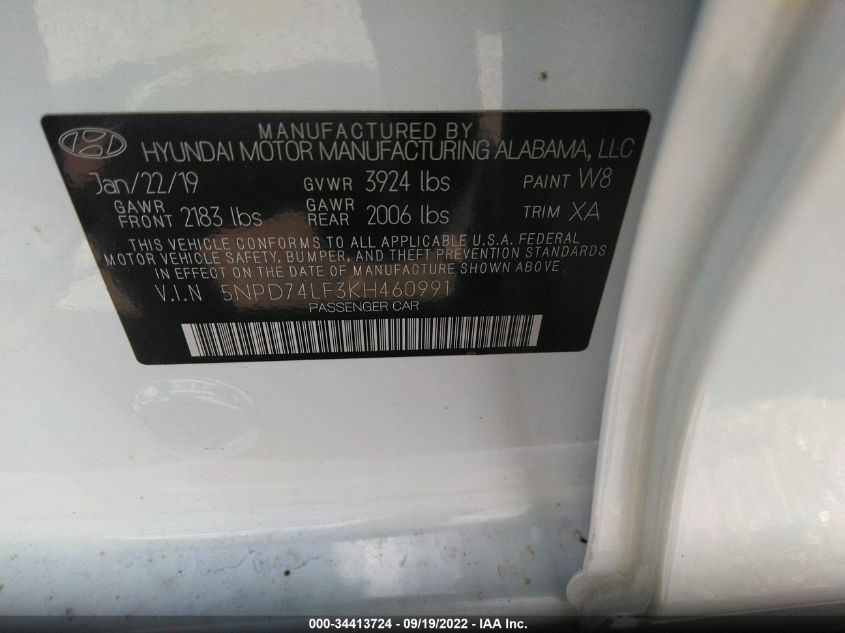 MANUFACTURED BY
HYUNDAI MOTOR MANUFACTURING ALABAMA, LLC
Jan/22/19 GVWR 3924 lbs PAINT W8
GAWR FRONT 2183 lbs GAWR REAR 2006 lbs TRIM XA
THIS VEHICLE CONFORMS TO ALL APPLICABLE U.S.A. FEDERAL
MOTOR VEHICLE SAFETY, BUMPER, AND THEFT PREVENTION STANDARDS
IN EFFECT ON THE DATE OF MANUFACTURE SHOWN ABOVE.
V.I.N 5NPD74LF3KH460991
PASSENGER CAR
000-34413724 - 09/19/2022 - IAA Inc.